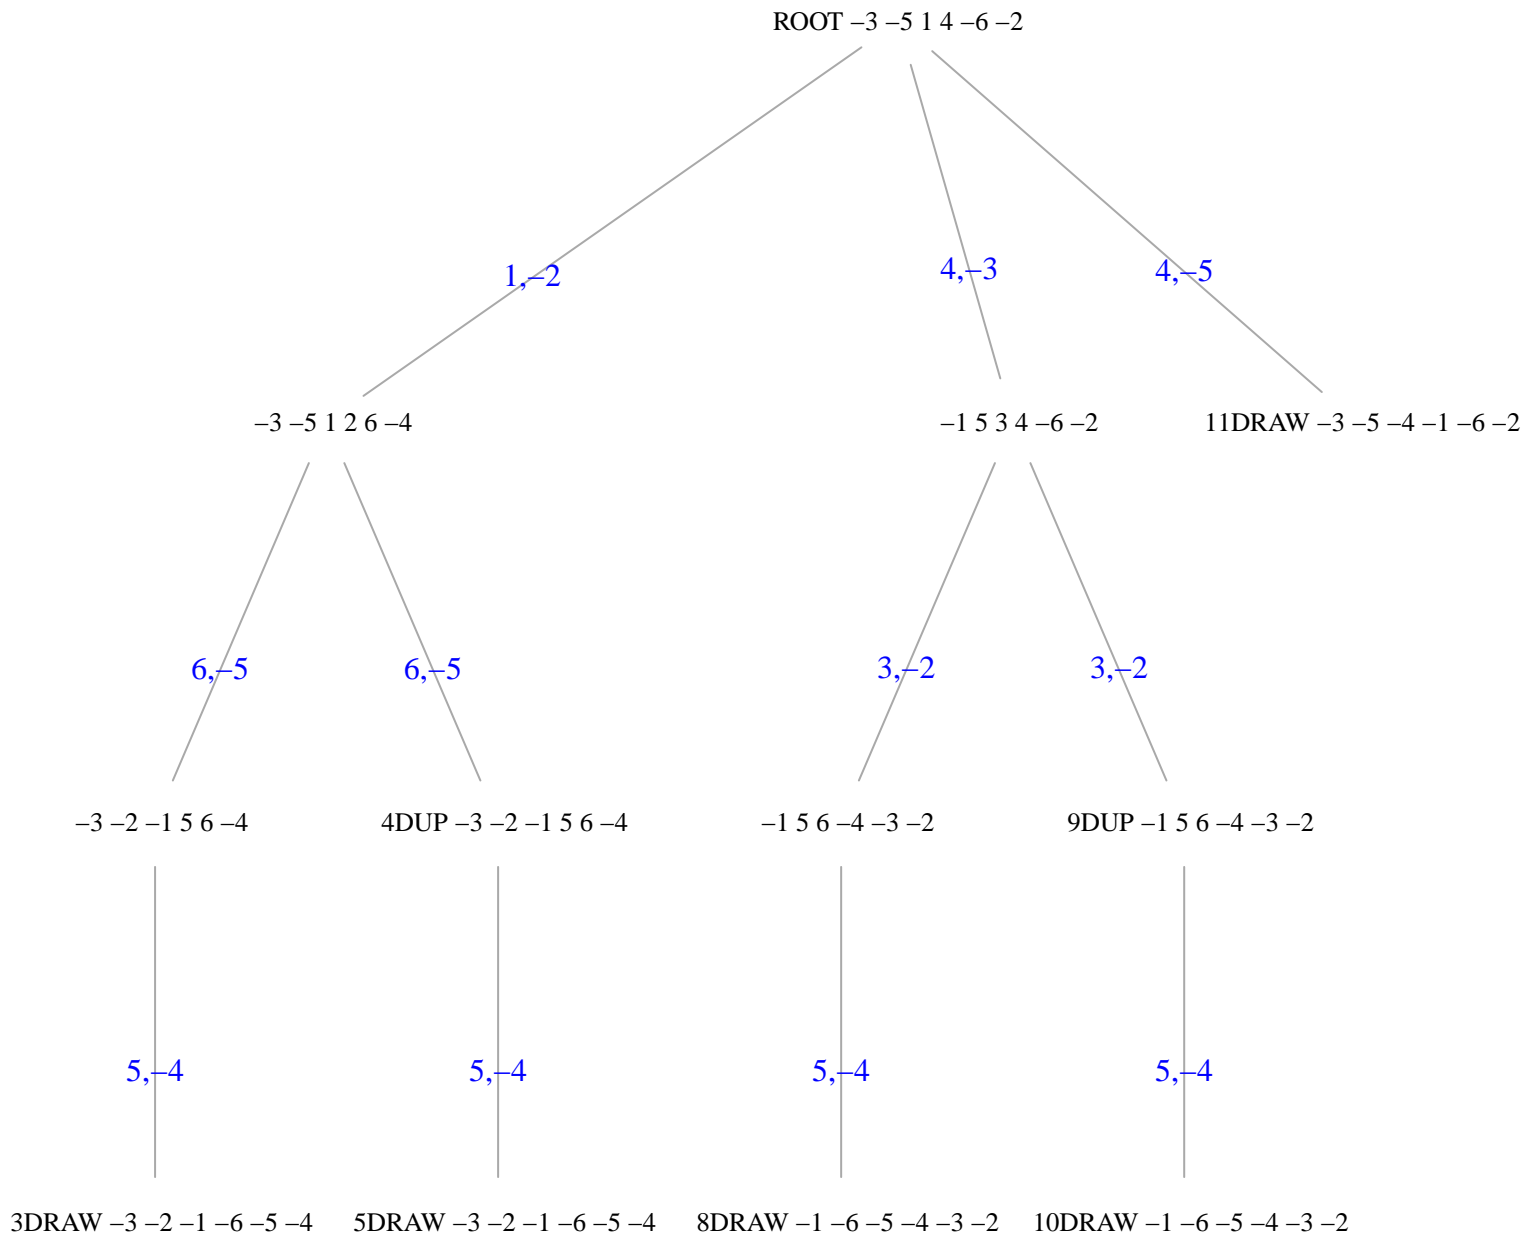 ROOT –3 –5 1 4 –6 –2
1,–2
4,–3
4,–5
–3 –5 1 2 6 –4
–1 5 3 4 –6 –2
11DRAW –3 –5 –4 –1 –6 –2
6,–5
6,–5
3,–2
3,–2
–3 –2 –1 5 6 –4
4DUP –3 –2 –1 5 6 –4
–1 5 6 –4 –3 –2
9DUP –1 5 6 –4 –3 –2
5,–4
5,–4
5,–4
5,–4
3DRAW –3 –2 –1 –6 –5 –4
5DRAW –3 –2 –1 –6 –5 –4
8DRAW –1 –6 –5 –4 –3 –2
10DRAW –1 –6 –5 –4 –3 –2